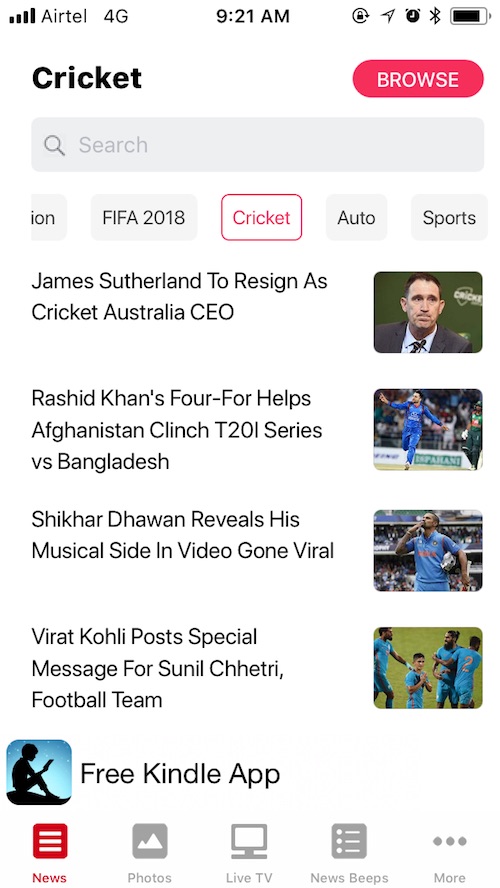 Airtel 4G 9:21 AM
Cricket
BROWSE
Search
ion
FIFA 2018
Cricket
Auto
Sports
James Sutherland To Resign As
Cricket Australia CEO
Rashid Khan's Four-For Helps
Afghanistan Clinch T20I Series
vs Bangladesh
Shikhar Dhawan Reveals His
Musical Side In Video Gone Viral
Virat Kohli Posts Special
Message For Sunil Chhetri,
Football Team
Free Kindle App
News
Photos
Live TV
News Beeps
More